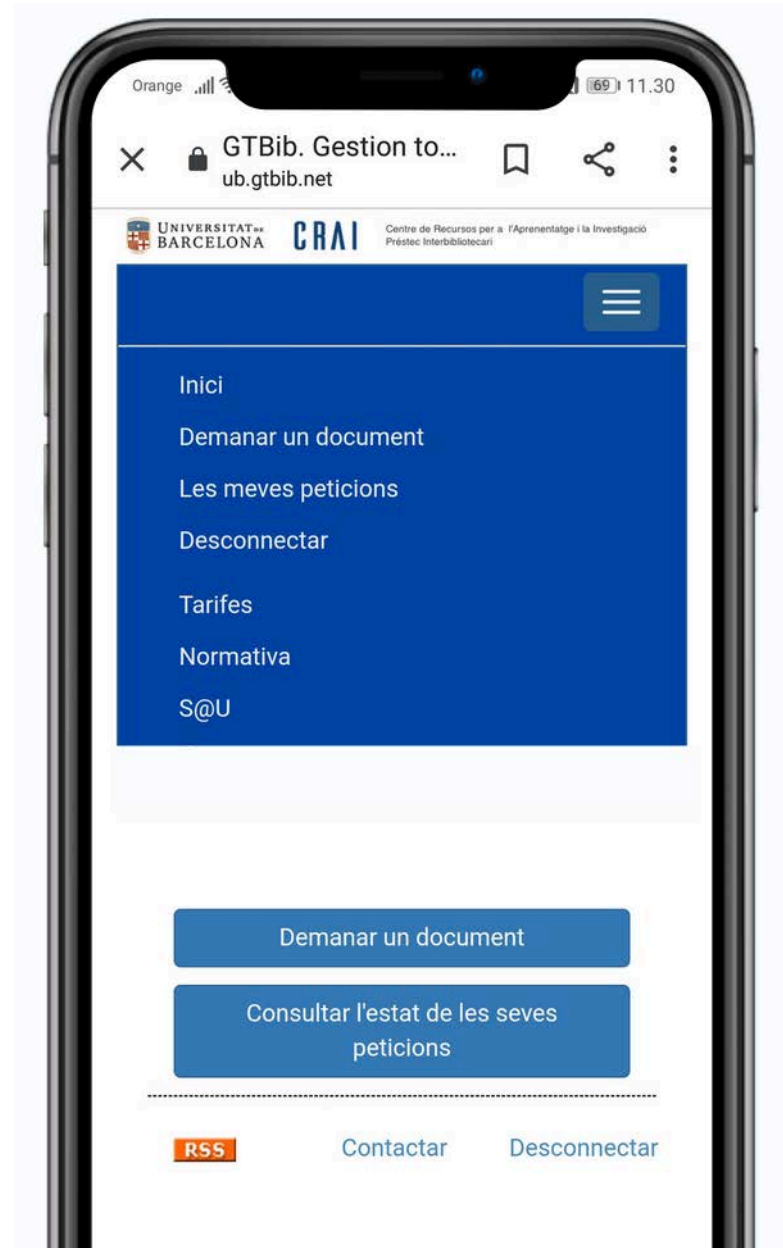 Orange
69 11.30
GTBib. Gestion to...
ub.gtbib.net
UNIVERSITAT DE
BARCELONA
CRAI
Centre de Recursos per a l'Aprenentatge i la Investigació
Préstec Interbibliotecari
Inici
Demanar un document
Les meves peticions
Desconnectar
Tarifes
Normativa
S@U
Demanar un document
Consultar l'estat de les seves
peticions
RSS Contactar Desconnectar